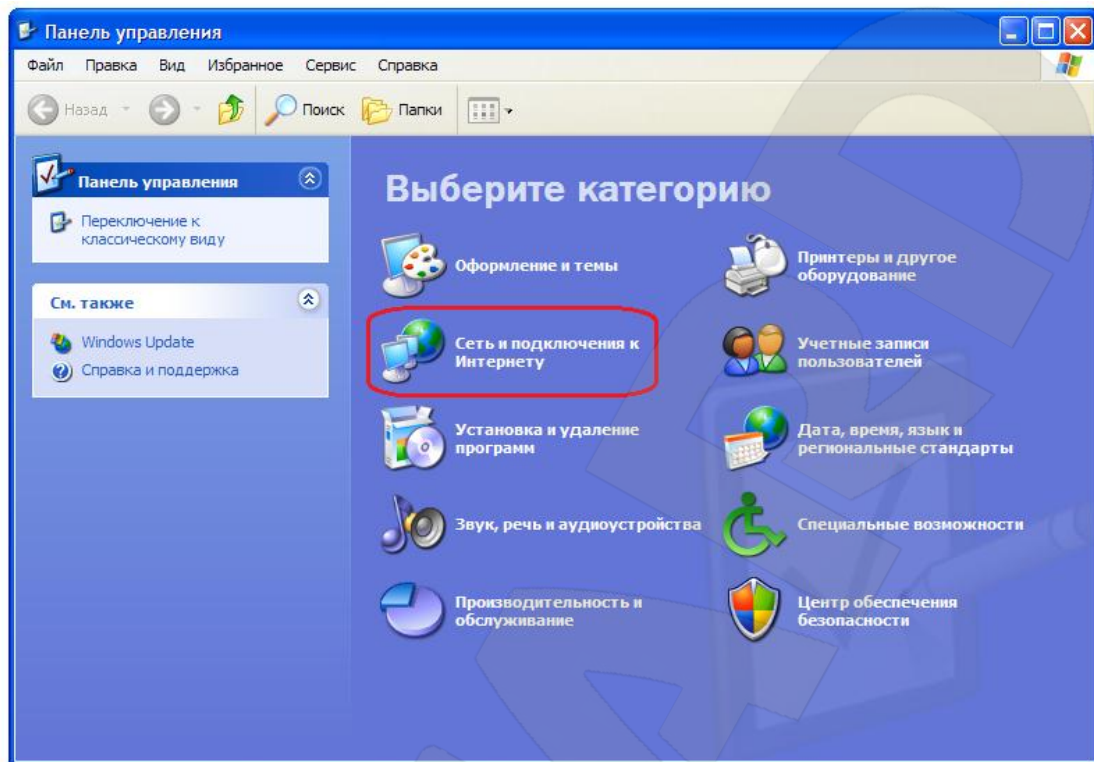 Панель управления
Файл Правка Вид Избранное Сервис Справка
Назад Поиск Папки
Панель управления
Переключение к
классическому виду
См. также
Windows Update
Справка и поддержка
Выберите категорию
Оформление и темы
Принтеры и другое
оборудование
Сеть и подключения к
Интернету
Учетные записи
пользователей
Установка и удаление
программ
Дата, время, язык и
региональные стандарты
Звук, речь и аудиоустройства
Специальные возможности
Производительность и
обслуживание
Центр обеспечения
безопасности